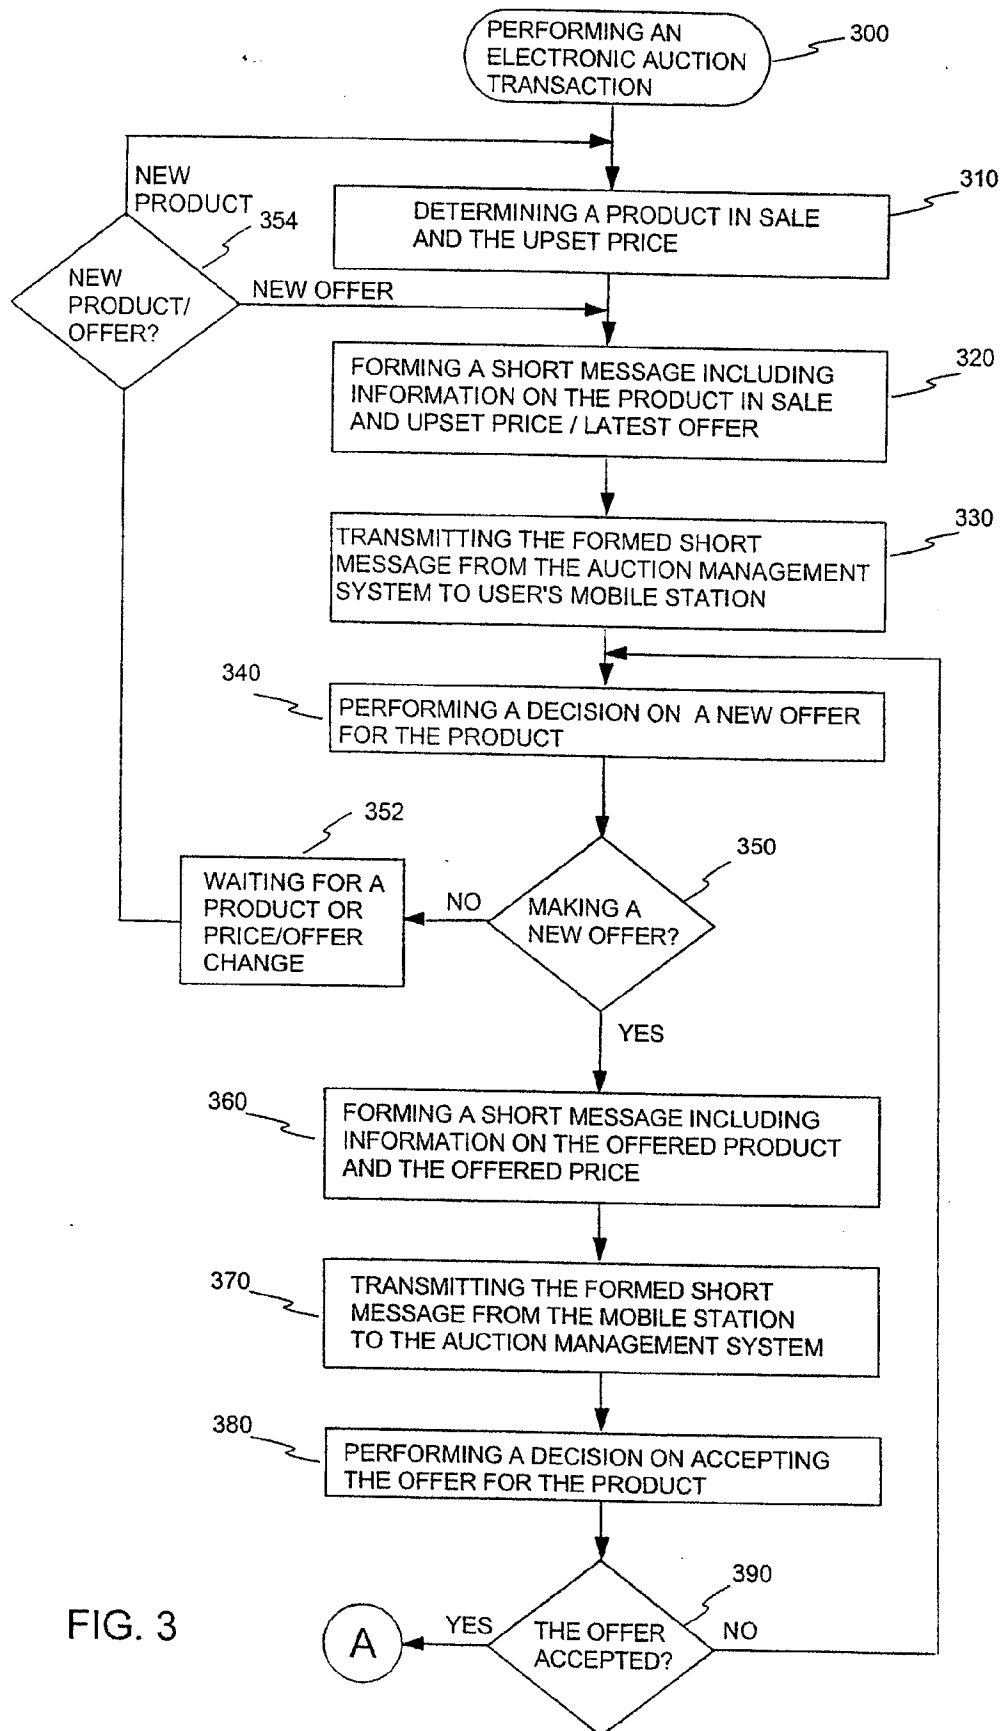 PERFORMING AN
ELECTRONIC AUCTION
TRANSACTION
300
NEW
PRODUCT
354
310
DETERMINING A PRODUCT IN SALE
AND THE UPSET PRICE
NEW
PRODUCT/
OFFER?
NEW OFFER
320
FORMING A SHORT MESSAGE INCLUDING
INFORMATION ON THE PRODUCT IN SALE
AND UPSET PRICE / LATEST OFFER
330
TRANSMITTING THE FORMED SHORT
MESSAGE FROM THE AUCTION MANAGEMENT
SYSTEM TO USER'S MOBILE STATION
340
PERFORMING A DECISION ON A NEW OFFER
FOR THE PRODUCT
352
WAITING FOR A
PRODUCT OR
PRICE/OFFER
CHANGE
NO
350
MAKING A
NEW OFFER?
YES
360
FORMING A SHORT MESSAGE INCLUDING
INFORMATION ON THE OFFERED PRODUCT
AND THE OFFERED PRICE
370
TRANSMITTING THE FORMED SHORT
MESSAGE FROM THE MOBILE STATION
TO THE AUCTION MANAGEMENT SYSTEM
380
PERFORMING A DECISION ON ACCEPTING
THE OFFER FOR THE PRODUCT
390
FIG. 3
A
YES
THE OFFER
ACCEPTED?
NO